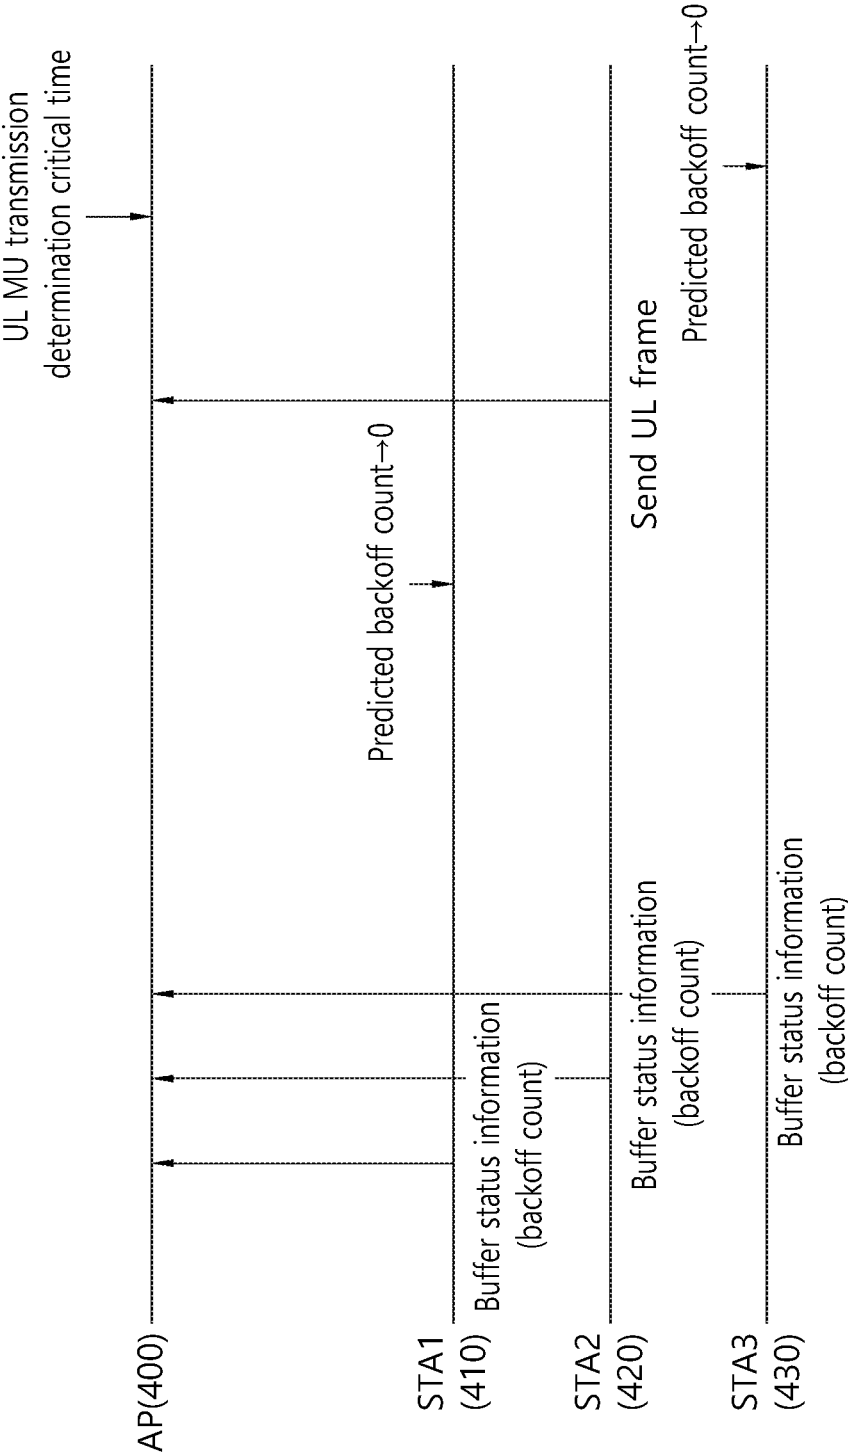 UL MU transmission
determination critical time
Predicted backoff count→0
Send UL frame
Predicted backoff count→0
Buffer status information
(backoff count)
Buffer status information
(backoff count)
Buffer status information
(backoff count)
AP(400)
STA1
(410)
STA2
(420)
STA3
(430)